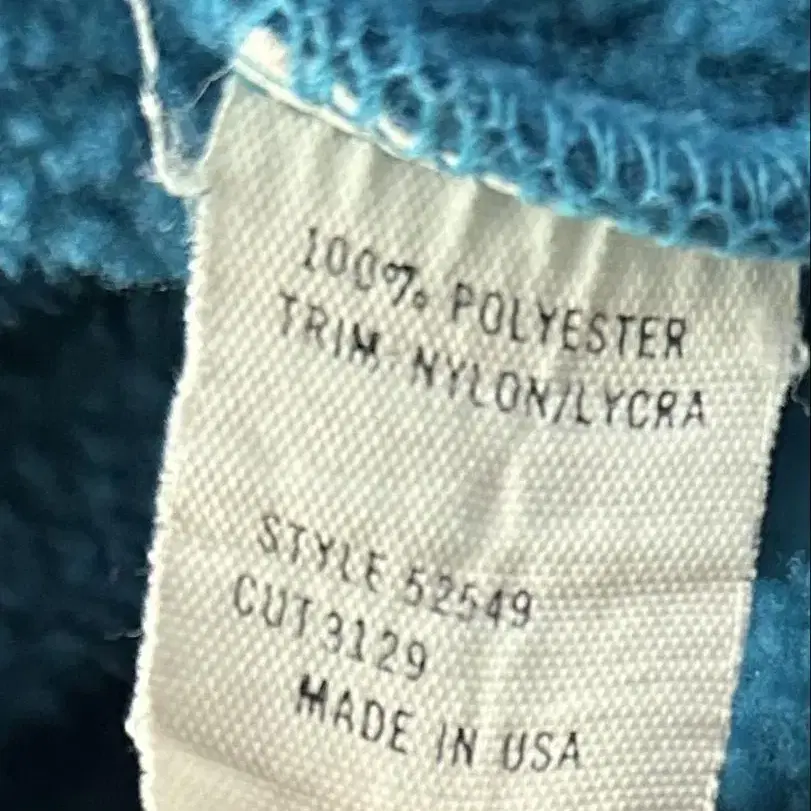 100% POLYESTER
TRIM-NYLON/LYCRA
STYLE 52549
CUT 3129
MADE IN USA